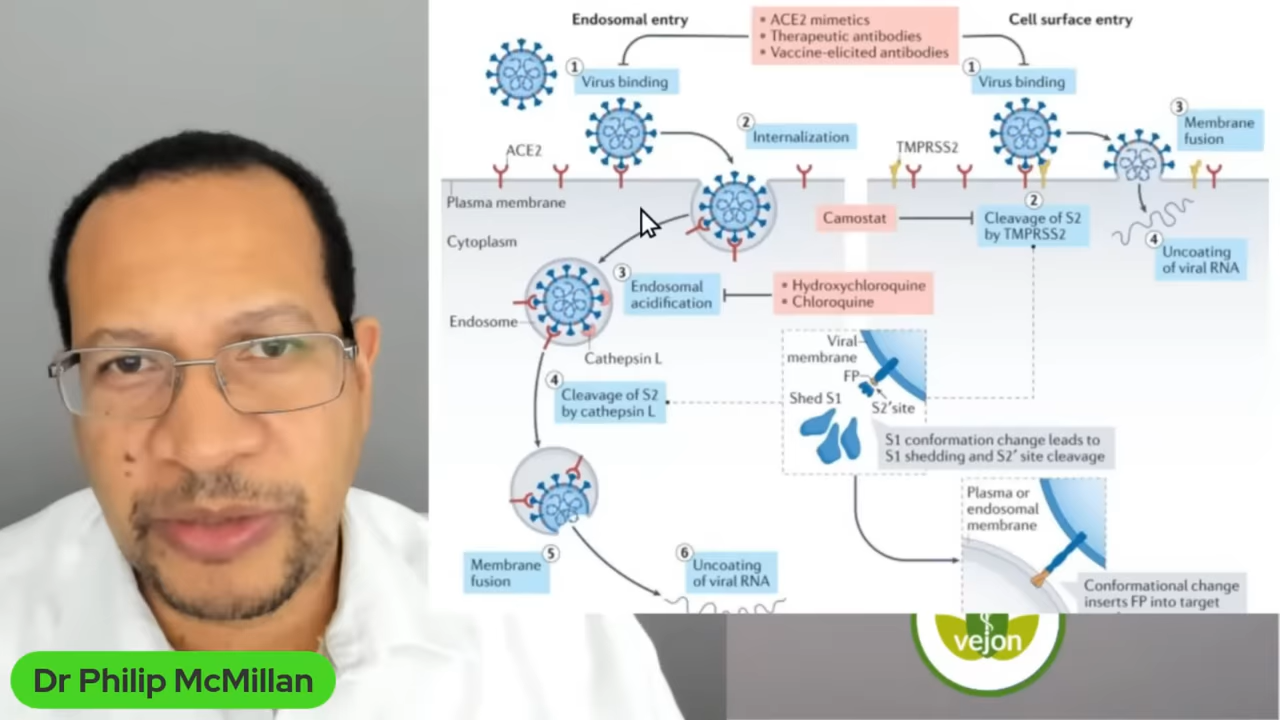 Endosomal entry
• ACE2 mimetics
• Therapeutic antibodies
• Vaccine-elicited antibodies
Cell surface entry
1
Virus binding
1
Virus binding
2
Internalization
3
Membrane
fusion
ACE2
TMPRSS2
Plasma membrane
Cytoplasm
Camostat
2
Cleavage of S2
by TMPRSS2
4
Uncoating
of viral RNA
3
Endosomal
acidification
• Hydroxychloroquine
• Chloroquine
Endosome
Cathepsin L
4
Cleavage of S2
by cathepsin L
Viral
membrane
FP
Shed S1
S2′ site
S1 conformation change leads to
S1 shedding and S2′ site cleavage
Plasma or
endosomal
membrane
5
Membrane
fusion
6
Uncoating
of viral RNA
Conformational change
inserts FP into target
vejon
Dr Philip McMillan